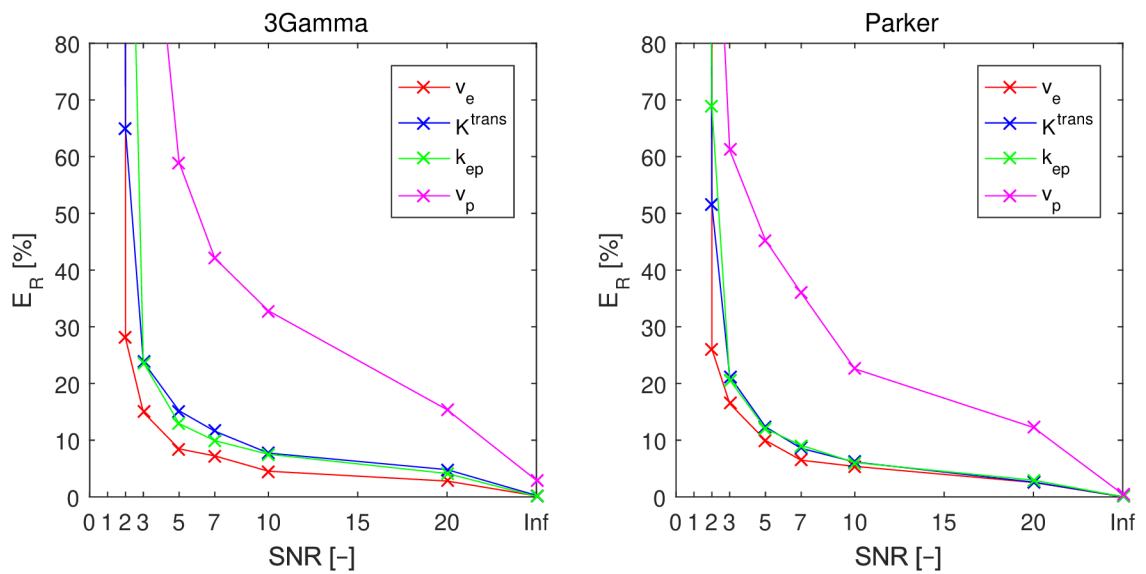 3Gamma
80
70
60
50
40
30
20
10
0
E_R [%]
v_e
K^trans
k_ep
v_p
0 1 2 3 5 7 10 15 20 Inf
SNR [−]
Parker
80
70
60
50
40
30
20
10
0
E_R [%]
v_e
K^trans
k_ep
v_p
0 1 2 3 5 7 10 15 20 Inf
SNR [−]